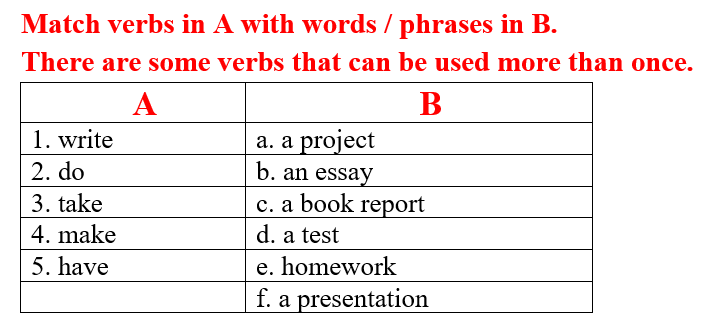 Match verbs in A with words / phrases in B.
There are some verbs that can be used more than once.
A B
1. write a. a project
2. do b. an essay
3. take c. a book report
4. make d. a test
5. have e. homework
f. a presentation